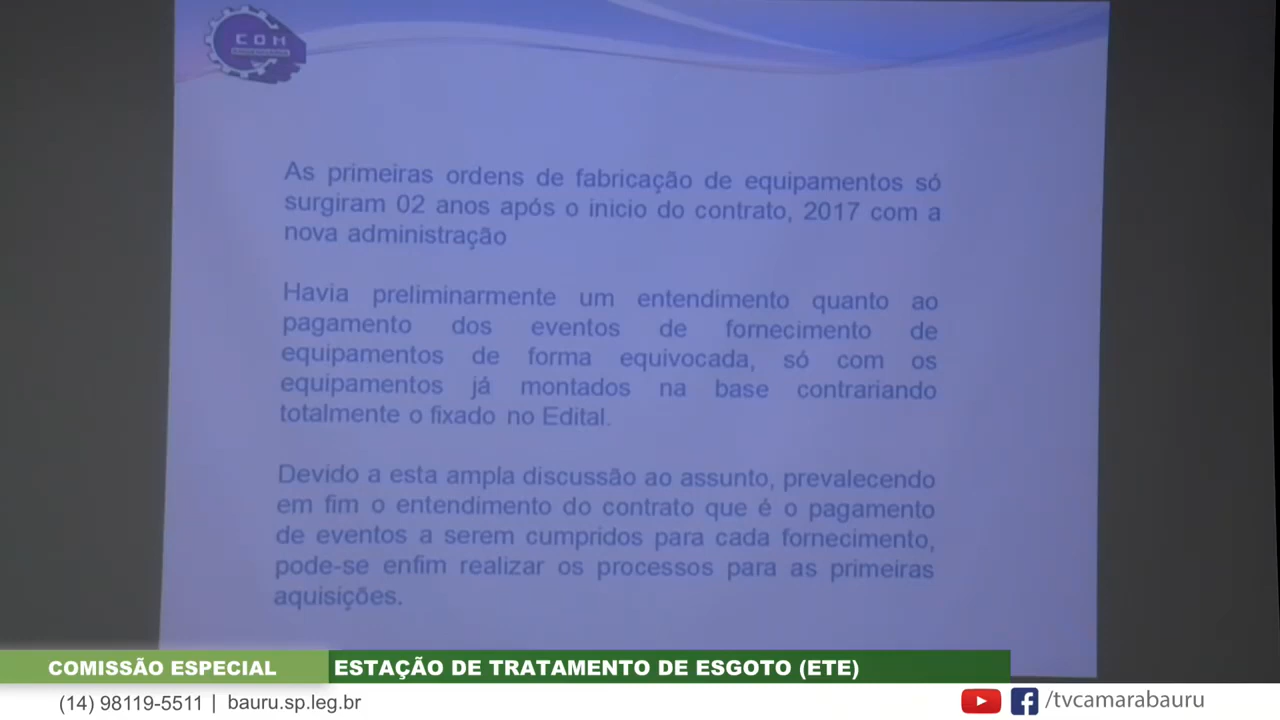 COM
As primeiras ordens de fabricação de equipamentos só
surgiram 02 anos após o inicio do contrato, 2017 com a
nova administração
Havia preliminarmente um entendimento quanto ao
pagamento dos eventos de fornecimento de
equipamentos de forma equivocada, só com os
equipamentos já montados na base contrariando
totalmente o fixado no Edital.
Devido a esta ampla discussão ao assunto, prevalecendo
em fim o entendimento do contrato que é o pagamento
de eventos a serem cumpridos para cada fornecimento,
pode-se enfim realizar os processos para as primeiras
aquisições.
COMISSÃO ESPECIAL ESTAÇÃO DE TRATAMENTO DE ESGOTO (ETE)
(14) 98119-5511 | bauru.sp.leg.br /tvcamarabauru